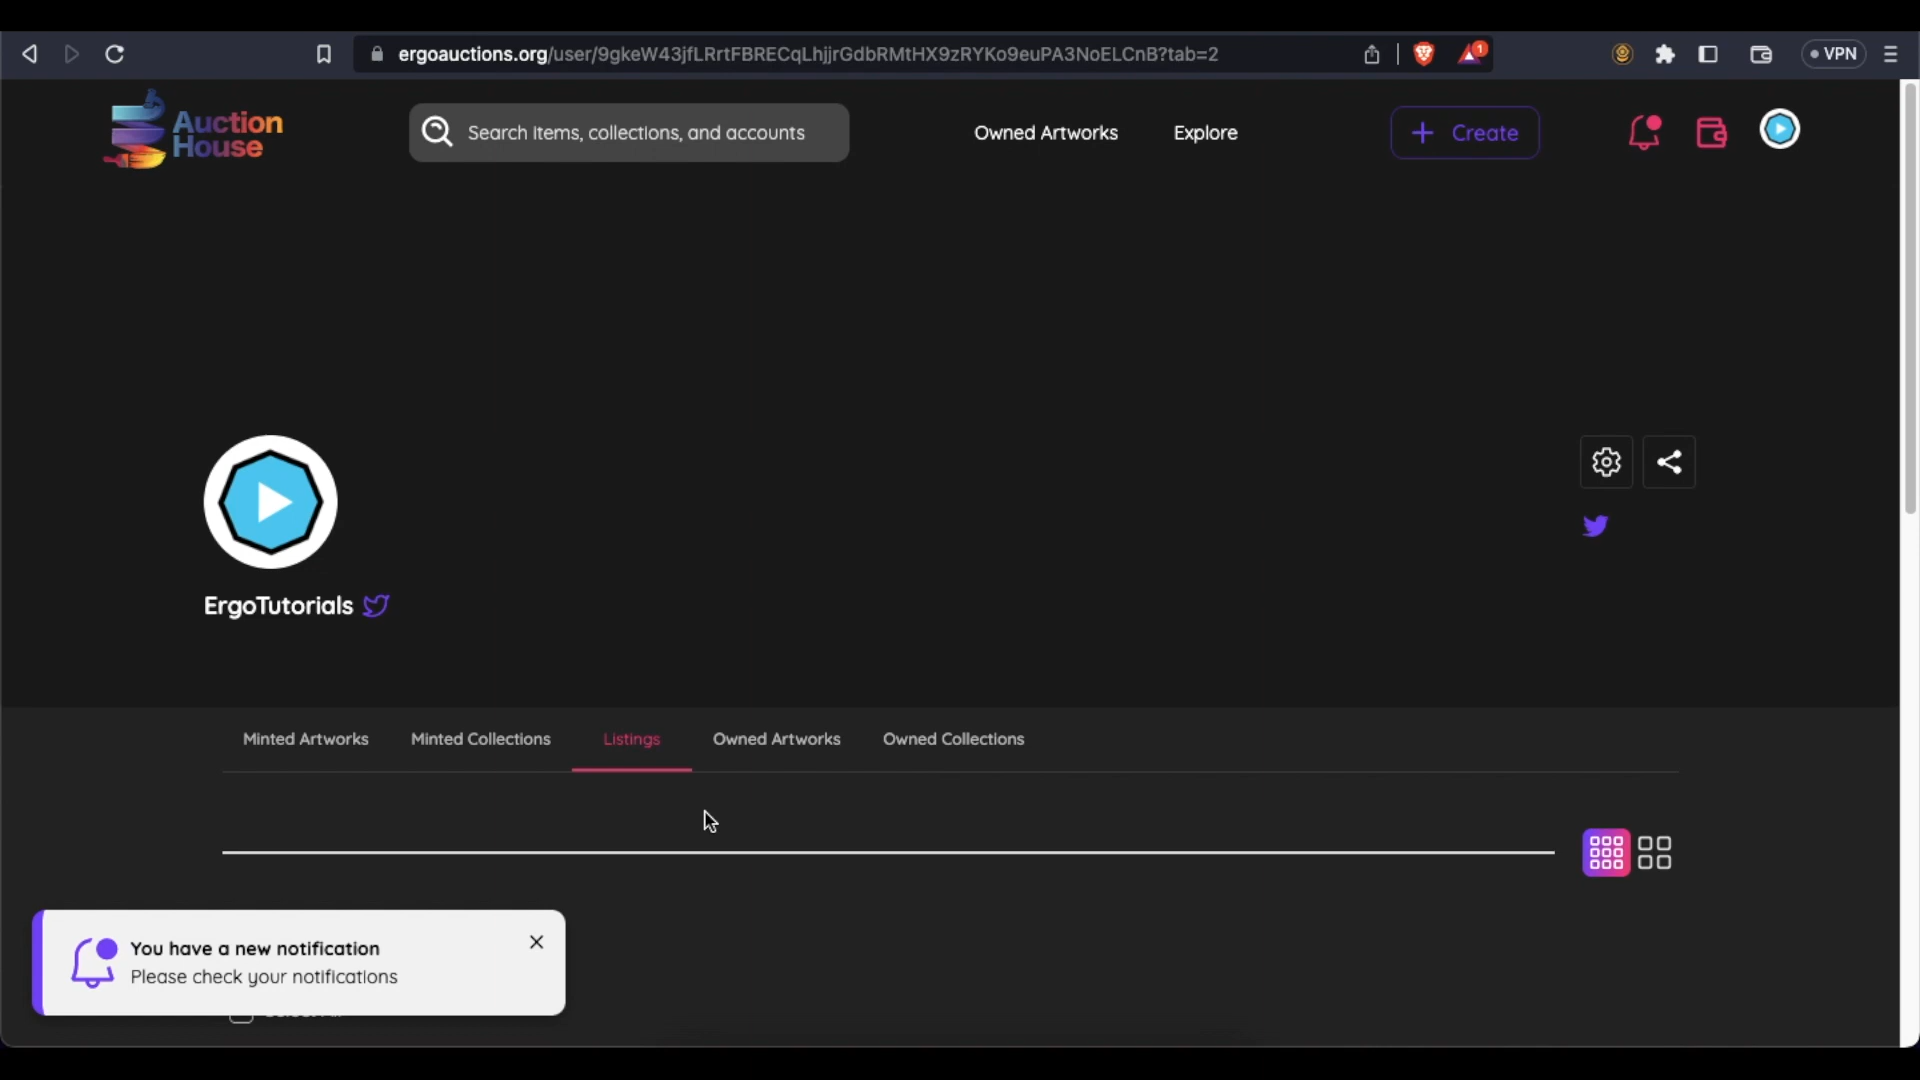 ergoauctions.org/user/9gkeW43jfLRrtFBRECqLhjjrGdbRMtHX9zRYKo9euPA3NoELCnB?tab=2
1
VPN
Auction
House
Search items, collections, and accounts
Owned Artworks
Explore
+ Create
ErgoTutorials
Minted Artworks
Minted Collections
Listings
Owned Artworks
Owned Collections
You have a new notification
Please check your notifications